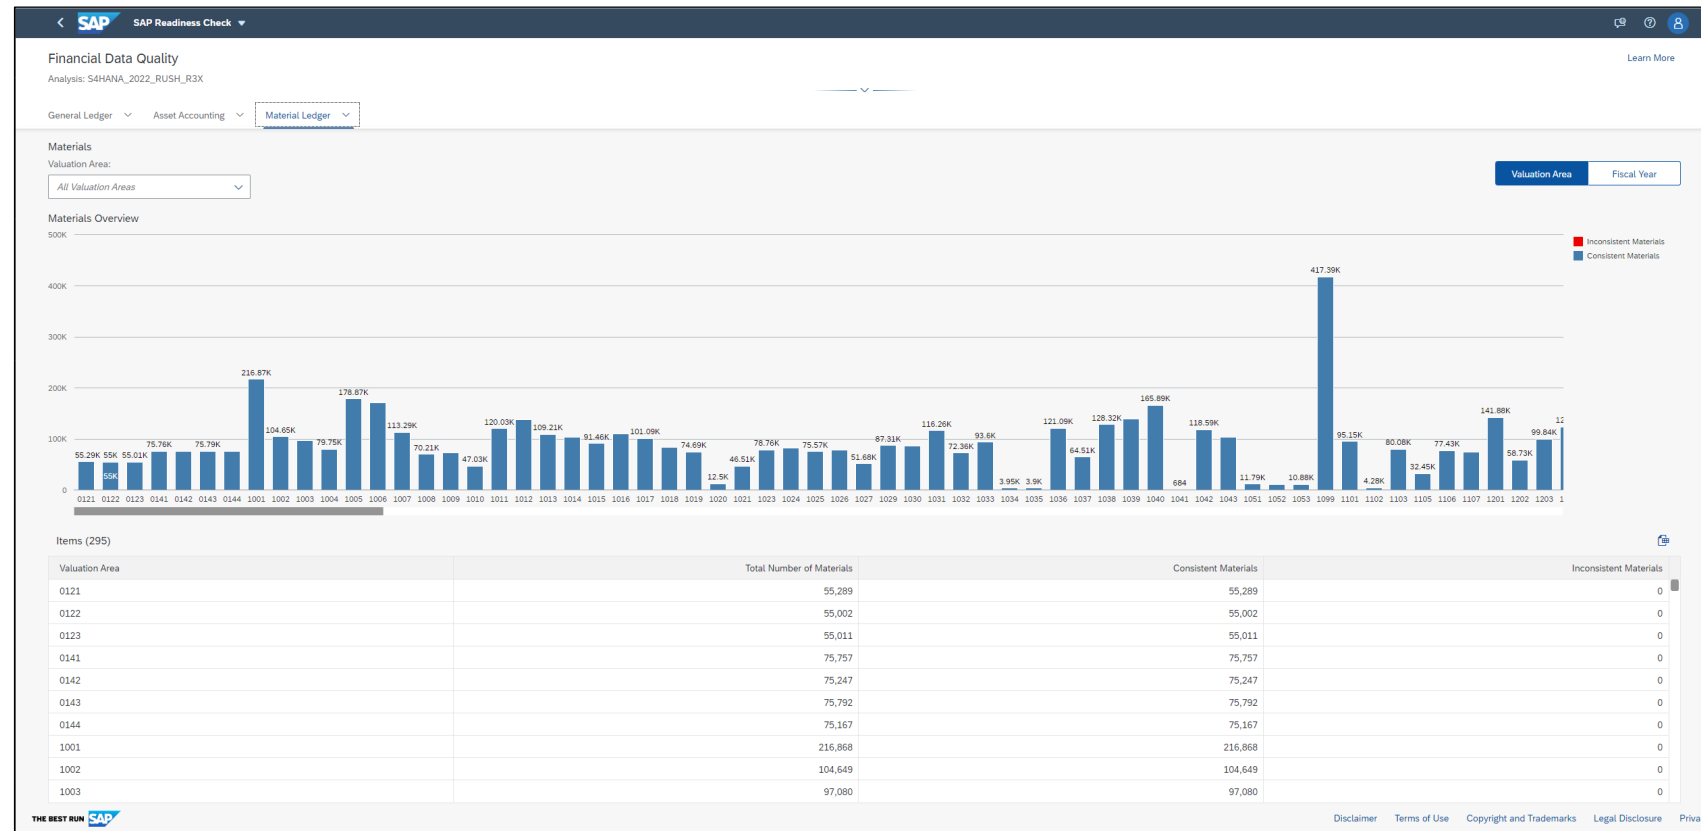 SAP SAP Readiness Check
Financial Data Quality
Learn More
Analysis: S4HANA_2022_RUSH_R3X
General Ledger Asset Accounting Material Ledger
Materials
Valuation Area:
All Valuation Areas
Valuation Area Fiscal Year
Materials Overview
500K
400K
300K
200K
100K
0
Inconsistent Materials
Consistent Materials
55.29K 55K 55.01K 75.76K 75.79K 216.87K 104.65K 79.75K 178.87K 113.29K 70.21K 47.03K 120.03K 109.21K 91.46K 101.09K 74.69K 12.5K 46.51K 78.76K 75.57K 51.68K 87.31K 116.26K 72.36K 93.6K 3.95K 3.9K 121.09K 64.51K 128.32K 165.89K 684 118.59K 11.79K 10.88K 417.39K 95.15K 4.28K 80.08K 32.45K 77.43K 141.88K 58.73K 99.84K 12
55K
0121 0122 0123 0141 0142 0143 0144 1001 1002 1003 1004 1005 1006 1007 1008 1009 1010 1011 1012 1013 1014 1015 1016 1017 1018 1019 1020 1021 1023 1024 1025 1026 1027 1029 1030 1031 1032 1033 1034 1035 1036 1037 1038 1039 1040 1041 1042 1043 1051 1052 1053 1099 1101 1102 1103 1105 1106 1107 1201 1202 1203 1
Items (295)
Valuation Area Total Number of Materials Consistent Materials Inconsistent Materials
0121 55,289 55,289 0
0122 55,002 55,002 0
0123 55,011 55,011 0
0141 75,757 75,757 0
0142 75,247 75,247 0
0143 75,792 75,792 0
0144 75,167 75,167 0
1001 216,868 216,868 0
1002 104,649 104,649 0
1003 97,080 97,080 0
THE BEST RUN SAP
Disclaimer Terms of Use Copyright and Trademarks Legal Disclosure Priva